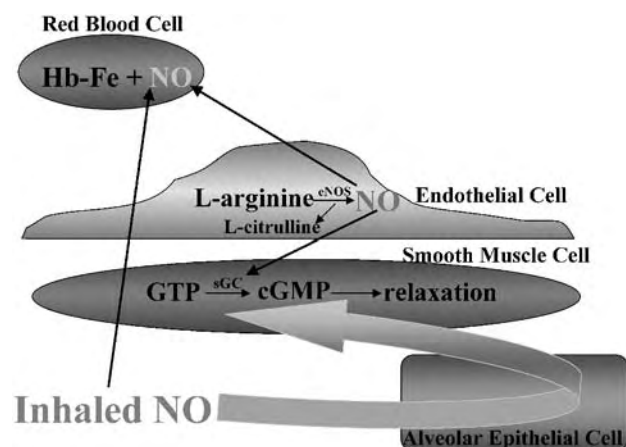 Red Blood Cell
Hb-Fe + NO
L-arginine eNOS NO
L-citrulline
Endothelial Cell
Smooth Muscle Cell
GTP sGC cGMP relaxation
Inhaled NO
Alveolar Epithelial Cell